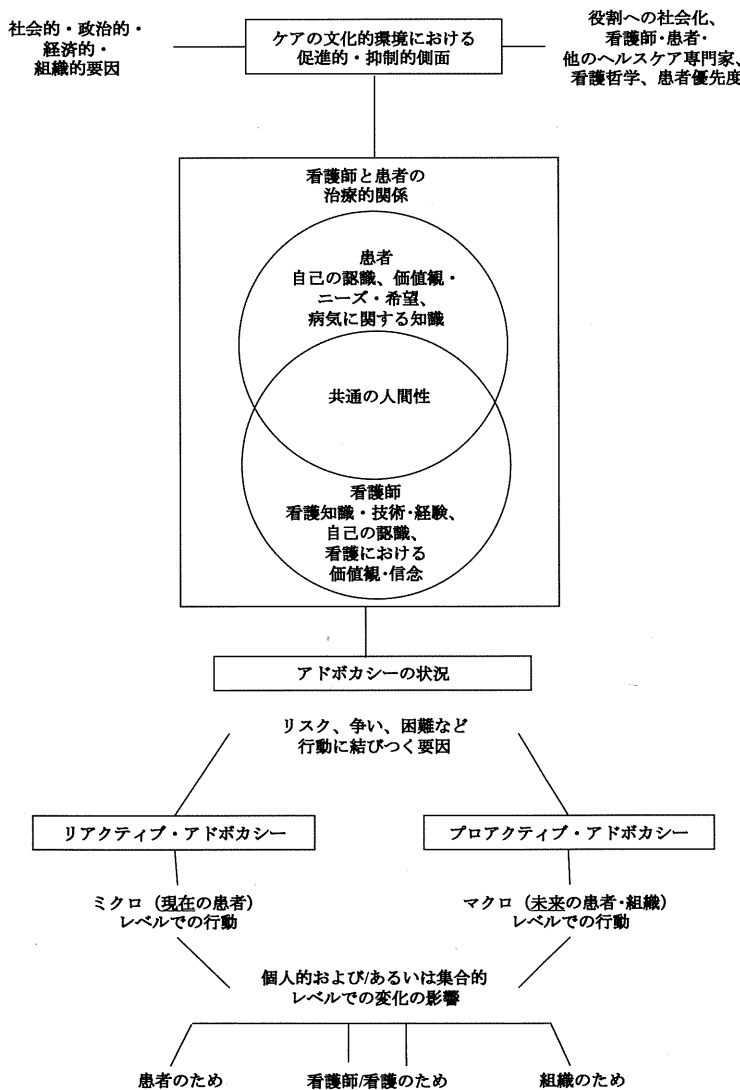 社会的・政治的・
経済的・
組織的要因
ケアの文化的環境における
促進的・抑制的側面
役割への社会化、
看護師・患者・
他のヘルスケア専門家、
看護哲学、患者優先度
看護師と患者の
治療的関係
患者
自己の認識、価値観・
ニーズ・希望、
病気に関する知識
共通の人間性
看護師
看護知識・技術・経験、
自己の認識、
看護における
価値観・信念
アドボカシーの状況
リスク、争い、困難など
行動に結びつく要因
リアクティブ・アドボカシー
プロアクティブ・アドボカシー
ミクロ（現在の患者）
レベルでの行動
マクロ（未来の患者・組織）
レベルでの行動
個人的および/あるいは集合的
レベルでの変化の影響
患者のため
看護師/看護のため
組織のため